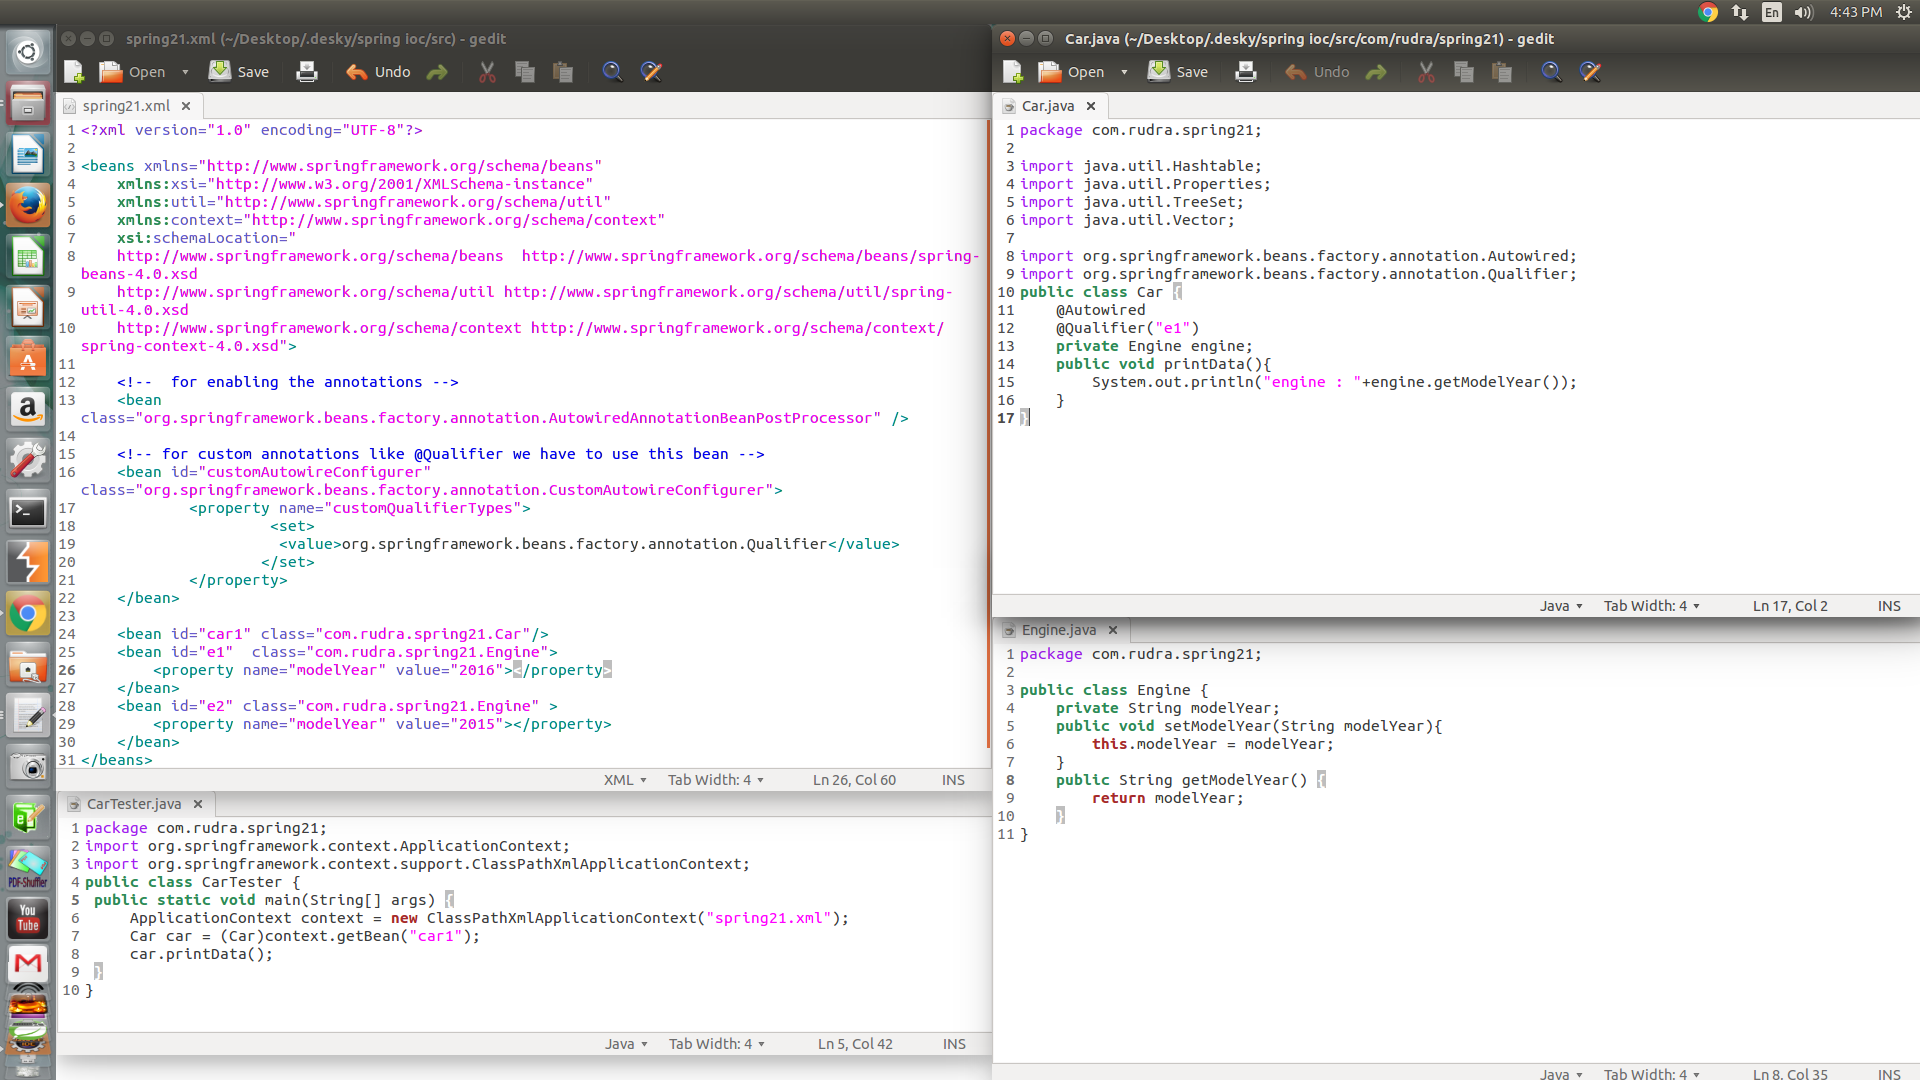 En 4:43 PM
spring21.xml (~/Desktop/.desky/spring ioc/src) - gedit
Open Save Undo
spring21.xml
1 <?xml version="1.0" encoding="UTF-8"?>
2
3 <beans xmlns="http://www.springframework.org/schema/beans"
4     xmlns:xsi="http://www.w3.org/2001/XMLSchema-instance"
5     xmlns:util="http://www.springframework.org/schema/util"
6     xmlns:context="http://www.springframework.org/schema/context"
7     xsi:schemaLocation="
8     http://www.springframework.org/schema/beans  http://www.springframework.org/schema/beans/spring-
beans-4.0.xsd
9     http://www.springframework.org/schema/util http://www.springframework.org/schema/util/spring-
util-4.0.xsd
10     http://www.springframework.org/schema/context http://www.springframework.org/schema/context/
spring-context-4.0.xsd">
11
12     <!--  for enabling the annotations -->
13     <bean
class="org.springframework.beans.factory.annotation.AutowiredAnnotationBeanPostProcessor" />
14
15     <!-- for custom annotations like @Qualifier we have to use this bean -->
16     <bean id="customAutowireConfigurer"
class="org.springframework.beans.factory.annotation.CustomAutowireConfigurer">
17             <property name="customQualifierTypes">
18                      <set>
19                       <value>org.springframework.beans.factory.annotation.Qualifier</value>
20                     </set>
21             </property>
22     </bean>
23
24     <bean id="car1" class="com.rudra.spring21.Car"/>
25     <bean id="e1"  class="com.rudra.spring21.Engine">
26         <property name="modelYear" value="2016"></property>
27     </bean>
28     <bean id="e2" class="com.rudra.spring21.Engine" >
29         <property name="modelYear" value="2015"></property>
30     </bean>
31 </beans>
XML Tab Width: 4 Ln 26, Col 60 INS
CarTester.java
1 package com.rudra.spring21;
2 import org.springframework.context.ApplicationContext;
3 import org.springframework.context.support.ClassPathXmlApplicationContext;
4 public class CarTester {
5  public static void main(String[] args) {
6      ApplicationContext context = new ClassPathXmlApplicationContext("spring21.xml");
7      Car car = (Car)context.getBean("car1");
8      car.printData();
9  }
10 }
Java Tab Width: 4 Ln 5, Col 42 INS
Car.java (~/Desktop/.desky/spring ioc/src/com/rudra/spring21) - gedit
Open Save Undo
Car.java
1 package com.rudra.spring21;
2
3 import java.util.Hashtable;
4 import java.util.Properties;
5 import java.util.TreeSet;
6 import java.util.Vector;
7
8 import org.springframework.beans.factory.annotation.Autowired;
9 import org.springframework.beans.factory.annotation.Qualifier;
10 public class Car {
11     @Autowired
12     @Qualifier("e1")
13     private Engine engine;
14     public void printData(){
15         System.out.println("engine : "+engine.getModelYear());
16     }
17 }
Java Tab Width: 4 Ln 17, Col 2 INS
Engine.java
1 package com.rudra.spring21;
2
3 public class Engine {
4     private String modelYear;
5     public void setModelYear(String modelYear){
6         this.modelYear = modelYear;
7     }
8     public String getModelYear() {
9         return modelYear;
10     }
11 }
Java Tab Width: 4 Ln 8, Col 35 INS
PDF-Shuffler
You
Tube